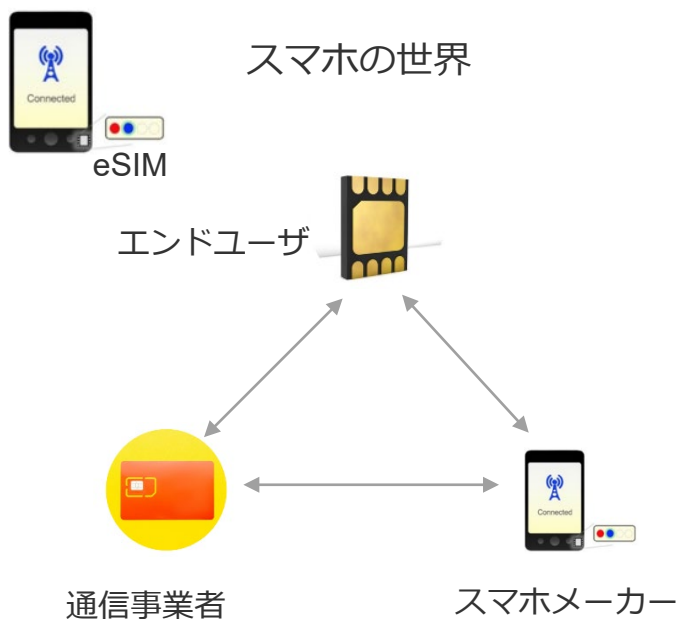 スマホの世界
Connected
eSIM
エンドユーザ
Connected
通信事業者
スマホメーカー